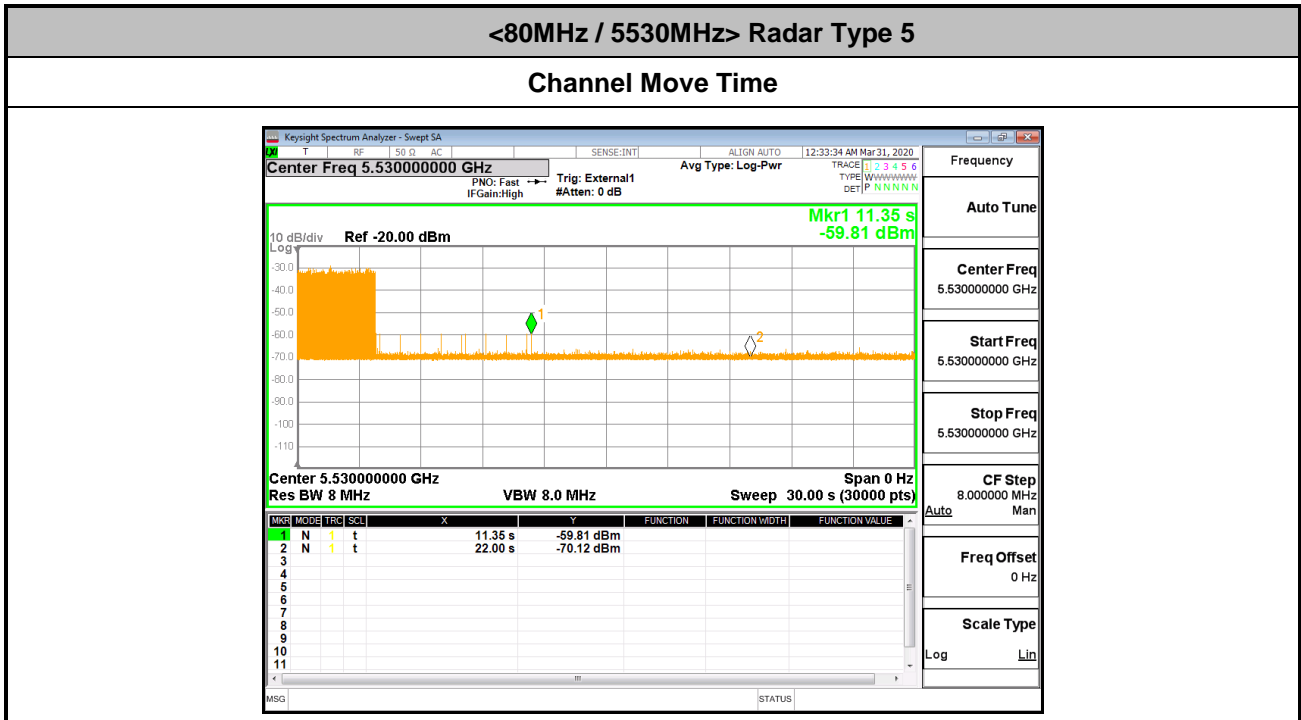 <80MHz / 5530MHz> Radar Type 5
Channel Move Time
Keysight Spectrum Analyzer - Swept SA
LXI T RF 50 Ω AC SENSE:INT ALIGN AUTO 12:33:34 AM Mar 31, 2020
Center Freq 5.530000000 GHz
PNO: Fast
IFGain:High
Trig: External1
#Atten: 0 dB
Avg Type: Log-Pwr
TRACE 1 2 3 4 5 6
TYPE WWWWWW
DET P N N N N N
Mkr1 11.35 s
-59.81 dBm
10 dB/div Ref -20.00 dBm
Log
-30.0
-40.0
-50.0
-60.0
-70.0
-80.0
-90.0
-100
-110
1
2
Center 5.530000000 GHz Span 0 Hz
Res BW 8 MHz VBW 8.0 MHz Sweep 30.00 s (30000 pts)
MKR MODE TRC SCL X Y FUNCTION FUNCTION WIDTH FUNCTION VALUE
1 N 1 t 11.35 s -59.81 dBm
2 N 1 t 22.00 s -70.12 dBm
3
4
5
6
7
8
9
10
11
MSG STATUS
Frequency
Auto Tune
Center Freq
5.530000000 GHz
Start Freq
5.530000000 GHz
Stop Freq
5.530000000 GHz
CF Step
8.000000 MHz
Auto Man
Freq Offset
0 Hz
Scale Type
Log Lin